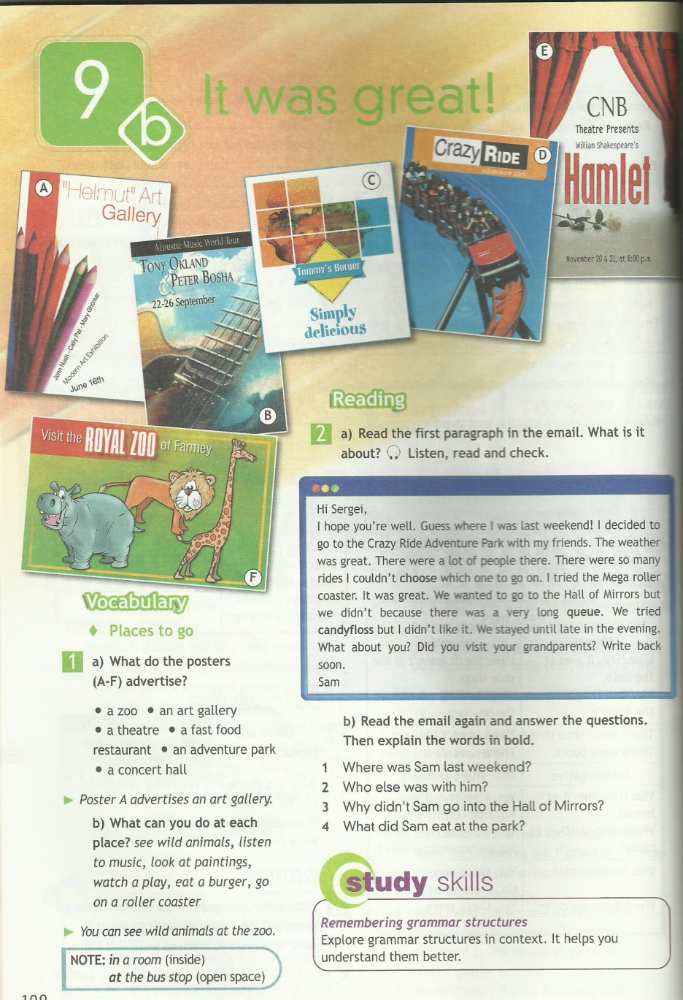 9
b
It was great!
A
"Helmut" Art
Gallery
John Nush - Cally Pat - Mary Ghomar
Modern Art Exhibition
June 16th
Acoustic Music World Tour
TONY OKLAND
& PETER BOSHA
22-26 September
B
C
Tommy's Burger
Simply
delicious
Crazy RIDE
adventure park
D
E
CNB
Theatre Presents
William Shakespeare's
Hamlet
November 20 & 21, at 8:00 p.m.
Visit the ROYAL ZOO of Farmey
F
Vocabulary
♦ Places to go
1 a) What do the posters
(A-F) advertise?
• a zoo • an art gallery
• a theatre • a fast food
restaurant • an adventure park
• a concert hall
► Poster A advertises an art gallery.
b) What can you do at each
place? see wild animals, listen
to music, look at paintings,
watch a play, eat a burger, go
on a roller coaster
► You can see wild animals at the zoo.
NOTE: in a room (inside)
at the bus stop (open space)
Reading
2 a) Read the first paragraph in the email. What is it
about? Listen, read and check.
Hi Sergei,
I hope you're well. Guess where I was last weekend! I decided to
go to the Crazy Ride Adventure Park with my friends. The weather
was great. There were a lot of people there. There were so many
rides I couldn't choose which one to go on. I tried the Mega roller
coaster. It was great. We wanted to go to the Hall of Mirrors but
we didn't because there was a very long queue. We tried
candyfloss but I didn't like it. We stayed until late in the evening.
What about you? Did you visit your grandparents? Write back
soon.
Sam
b) Read the email again and answer the questions.
Then explain the words in bold.
1 Where was Sam last weekend?
2 Who else was with him?
3 Why didn't Sam go into the Hall of Mirrors?
4 What did Sam eat at the park?
study skills
Remembering grammar structures
Explore grammar structures in context. It helps you
understand them better.